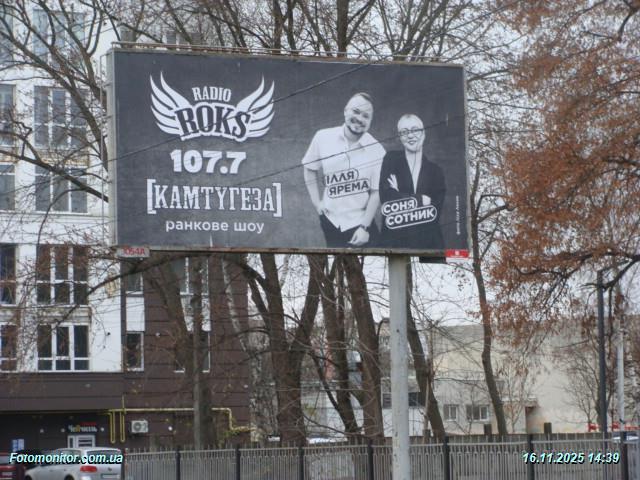 RADIO
ROKS
107.7
[КАМТУГЕЗА]
ранкове шоу
ІЛЛЯ
ЯРЕМА
СОНЯ
СОТНИК
1054A
Fotomonitor.com.ua
16.11.2025 14:39